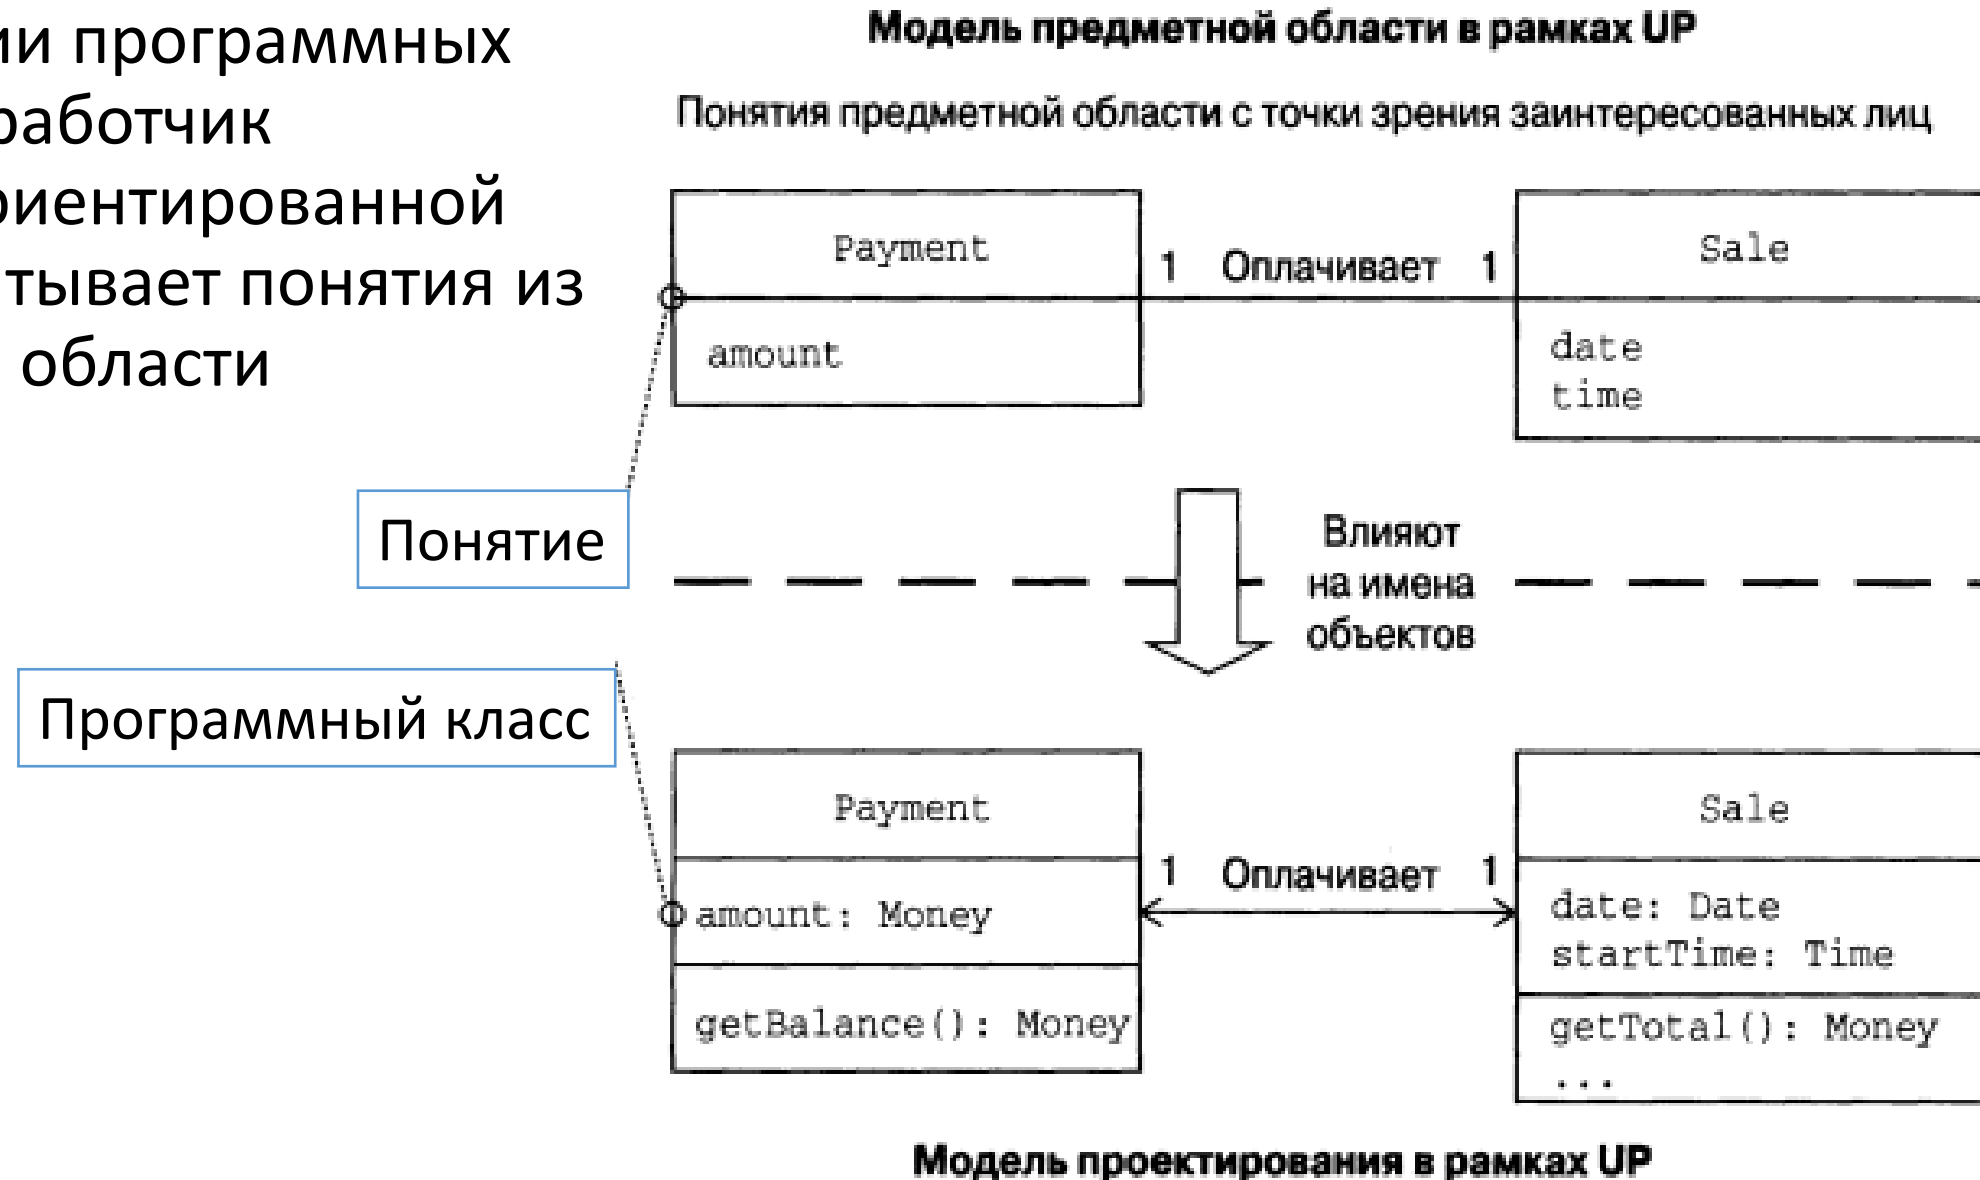 ии программных
работчик
риентированной
тывает понятия из
области
Модель предметной области в рамках UP
Понятия предметной области с точки зрения заинтересованных лиц
Payment
amount
1 Оплачивает 1
Sale
date
time
Понятие
Влияют
на имена
объектов
Программный класс
Payment
amount: Money
getBalance(): Money
1 Оплачивает 1
Sale
date: Date
startTime: Time
getTotal(): Money
...
Модель проектирования в рамках UP